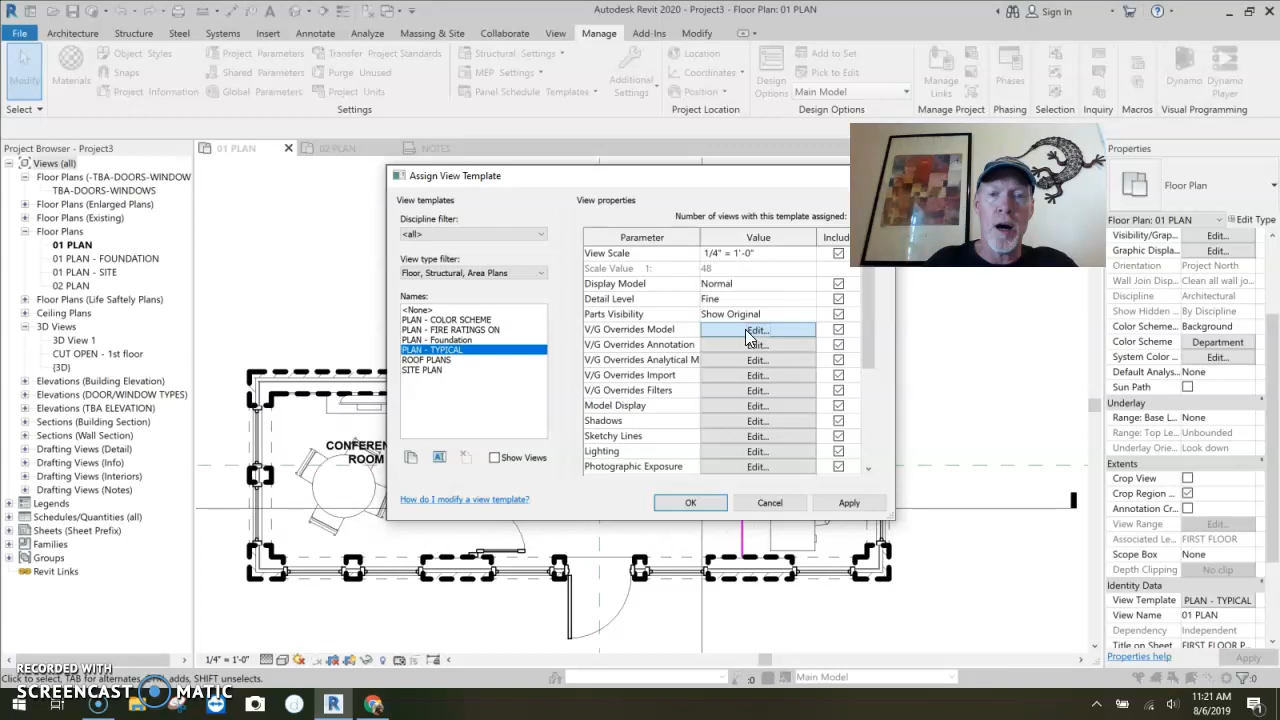 Autodesk Revit 2020 - Project3 - Floor Plan: 01 PLAN
Sign In
File Architecture Structure Steel Systems Insert Annotate Analyze Massing & Site Collaborate View Manage Add-Ins Modify
Modify
Select
Materials
Object Styles
Snaps
Project Information
Project Parameters
Shared Parameters
Global Parameters
Transfer Project Standards
Purge Unused
Project Units
Settings
Structural Settings
MEP Settings
Panel Schedule Templates
Additional Settings
Location
Coordinates
Position
Project Location
Design Options
Add to Set
Pick to Edit
Main Model
Design Options
Manage Links
Manage Project
Phases
Phasing
Selection
Inquiry
Macros
Dynamo
Dynamo Player
Visual Programming
Project Browser - Project3
Views (all)
Floor Plans (-TBA-DOORS-WINDOW
TBA-DOORS-WINDOWS
Floor Plans (Enlarged Plans)
Floor Plans (Existing)
Floor Plans
01 PLAN
01 PLAN - FOUNDATION
01 PLAN - SITE
02 PLAN
Floor Plans (Life Saftely Plans)
Ceiling Plans
3D Views
3D View 1
CUT OPEN - 1st floor
{3D}
Elevations (Building Elevation)
Elevations (DOOR/WINDOW TYPES)
Elevations (TBA ELEVATION)
Sections (Building Section)
Sections (Wall Section)
Drafting Views (Detail)
Drafting Views (Info)
Drafting Views (Interiors)
Drafting Views (Notes)
Legends
Schedules/Quantities (all)
Sheets (Sheet Prefix)
Families
Groups
Revit Links
01 PLAN
02 PLAN
NOTES
CONFEREN
ROOM
Assign View Template
View templates
Discipline filter:
<all>
View type filter:
Floor, Structural, Area Plans
Names:
<None>
PLAN - COLOR SCHEME
PLAN - FIRE RATINGS ON
PLAN - Foundation
PLAN - TYPICAL
ROOF PLANS
SITE PLAN
Show Views
How do I modify a view template?
View properties
Number of views with this template assigned:
Parameter Value Includ
View Scale 1/4" = 1'-0"
Scale Value 1: 48
Display Model Normal
Detail Level Fine
Parts Visibility Show Original
V/G Overrides Model Edit...
V/G Overrides Annotation Edit...
V/G Overrides Analytical M Edit...
V/G Overrides Import Edit...
V/G Overrides Filters Edit...
Model Display Edit...
Shadows Edit...
Sketchy Lines Edit...
Lighting Edit...
Photographic Exposure Edit...
OK Cancel Apply
Properties
Floor Plan
Floor Plan: 01 PLAN Edit Type
Visibility/Grap... Edit...
Graphic Displa... Edit...
Orientation Project North
Wall Join Disp... Clean all wall jo...
Discipline Architectural
Show Hidden ... By Discipline
Color Scheme... Background
Color Scheme Department
System Color ... Edit...
Default Analys... None
Sun Path
Underlay
Range: Base L... None
Range: Top Le... Unbounded
Underlay Orie... Look down
Extents
Crop View
Crop Region ...
Annotation Cr...
View Range Edit...
Associated Le... FIRST FLOOR
Scope Box None
Depth Clipping No clip
Identity Data
View Template PLAN - TYPICAL
View Name 01 PLAN
Dependency Independent
Title on Sheet FIRST FLOOR P...
Properties help
Apply
1/4" = 1'-0"
Click to select, TAB for alternates, CTRL adds, SHIFT unselects.
:0
Main Model
:0
RECORDED WITH
SCREENCAST MATIC
11:21 AM
8/6/2019